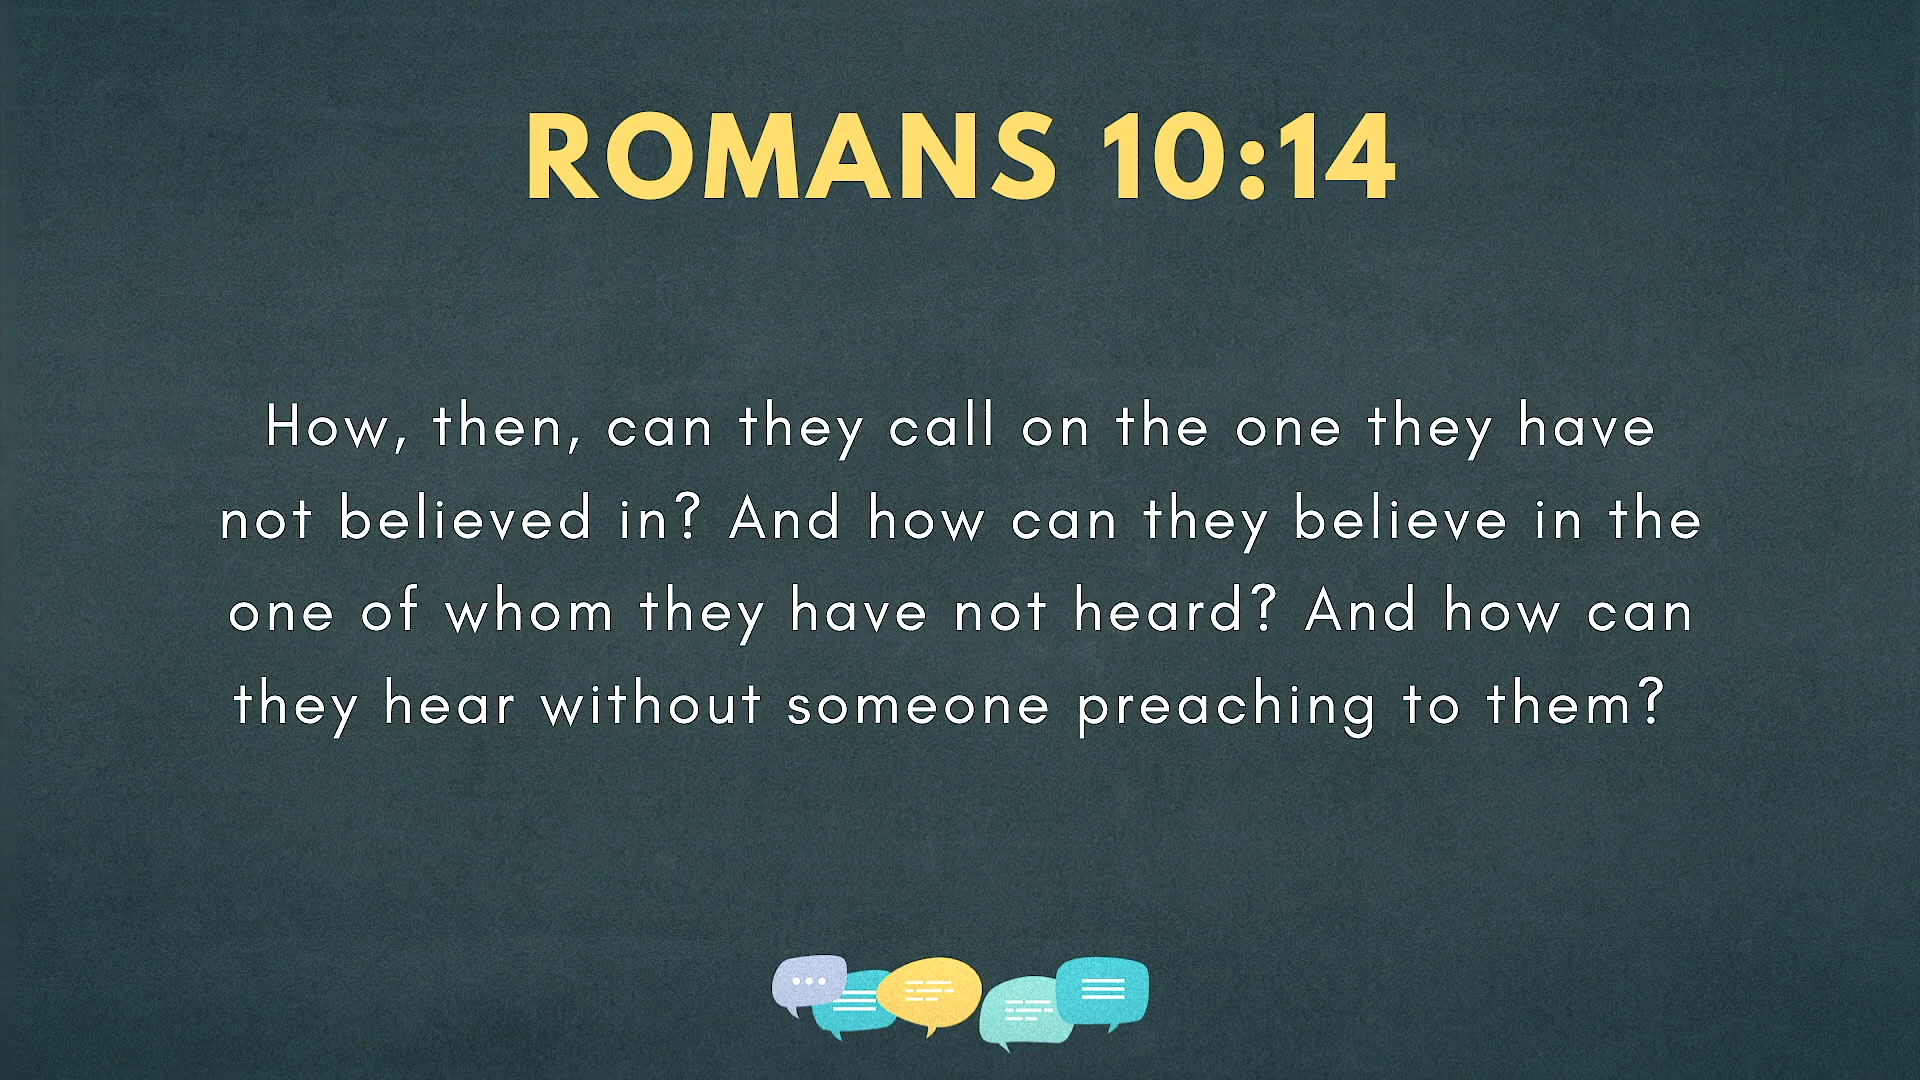 ROMANS 10:14
How, then, can they call on the one they have
not believed in? And how can they believe in the
one of whom they have not heard? And how can
they hear without someone preaching to them?